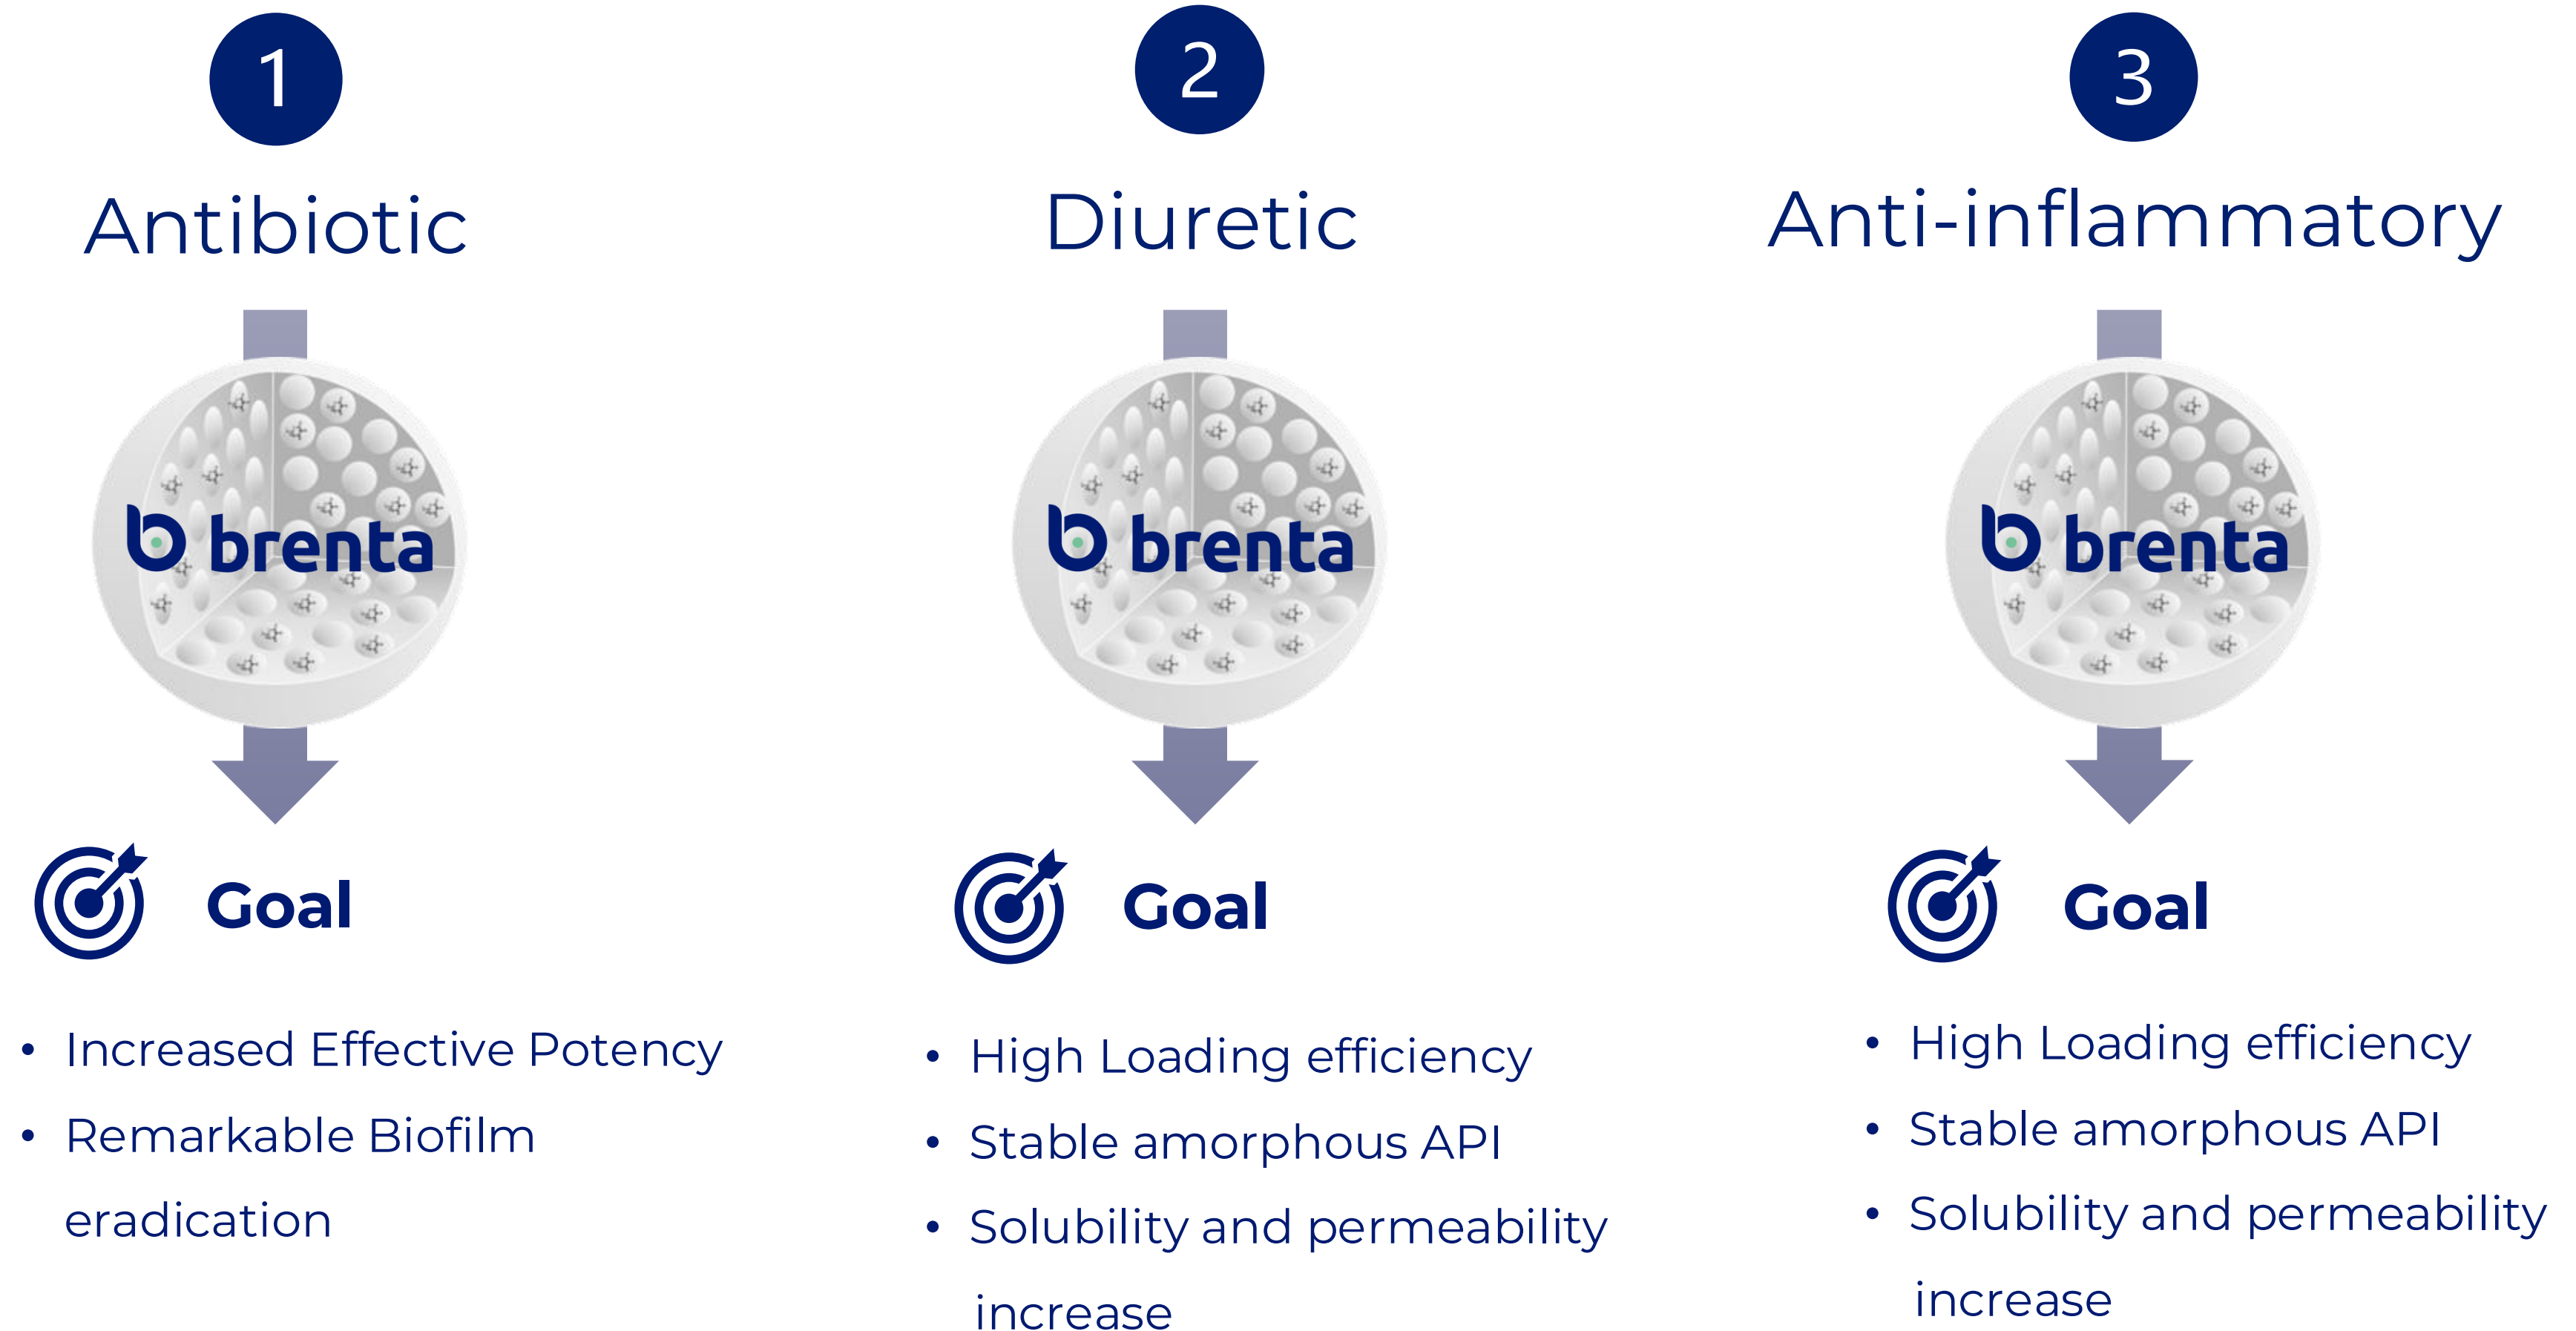 1
Antibiotic
brenta
Goal
• Increased Effective Potency
• Remarkable Biofilm
eradication
2
Diuretic
brenta
Goal
• High Loading efficiency
• Stable amorphous API
• Solubility and permeability
increase
3
Anti-inflammatory
brenta
Goal
• High Loading efficiency
• Stable amorphous API
• Solubility and permeability
increase